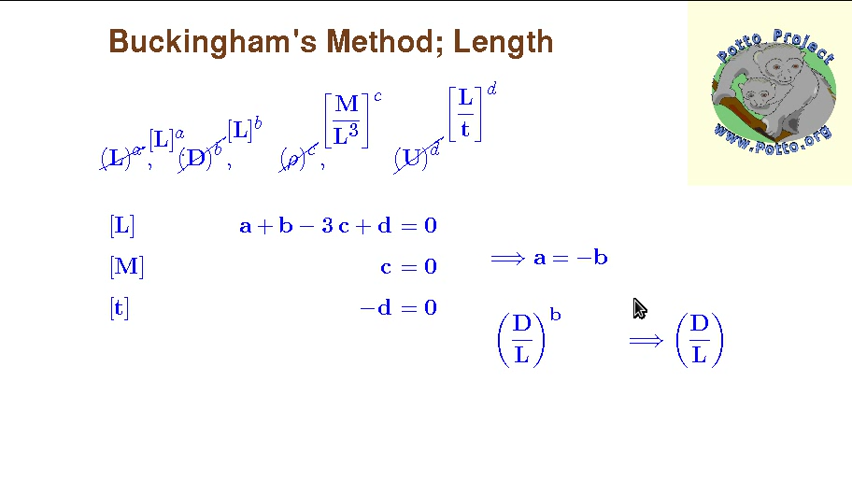 Buckingham's Method; Length
Potto Project
www.potto.org
(L)^a [L]^a, (D)^b [L]^b, (ρ)^c [M/L^3]^c, (U)^d [L/t]^d
[L] a + b − 3 c + d = 0
[M] c = 0
⟹ a = −b
[t] −d = 0
(D/L)^b ⟹ (D/L)